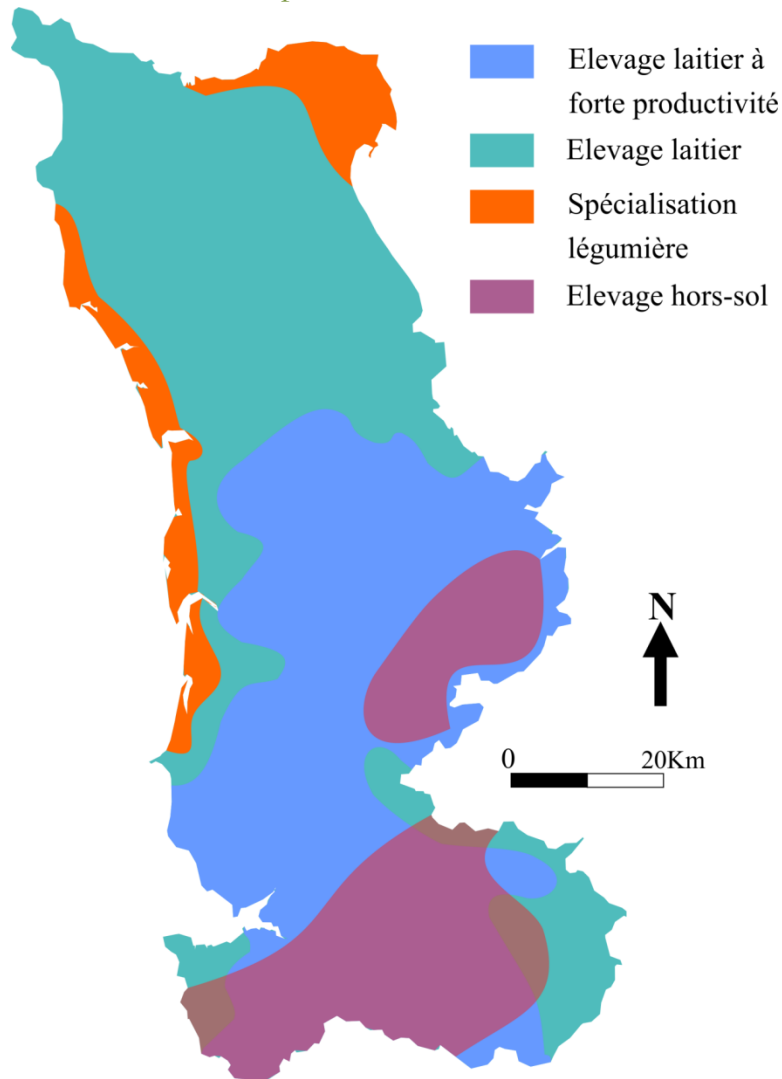 Elevage laitier à
forte productivité
Elevage laitier
Spécialisation
légumière
Elevage hors-sol
N
0 20Km